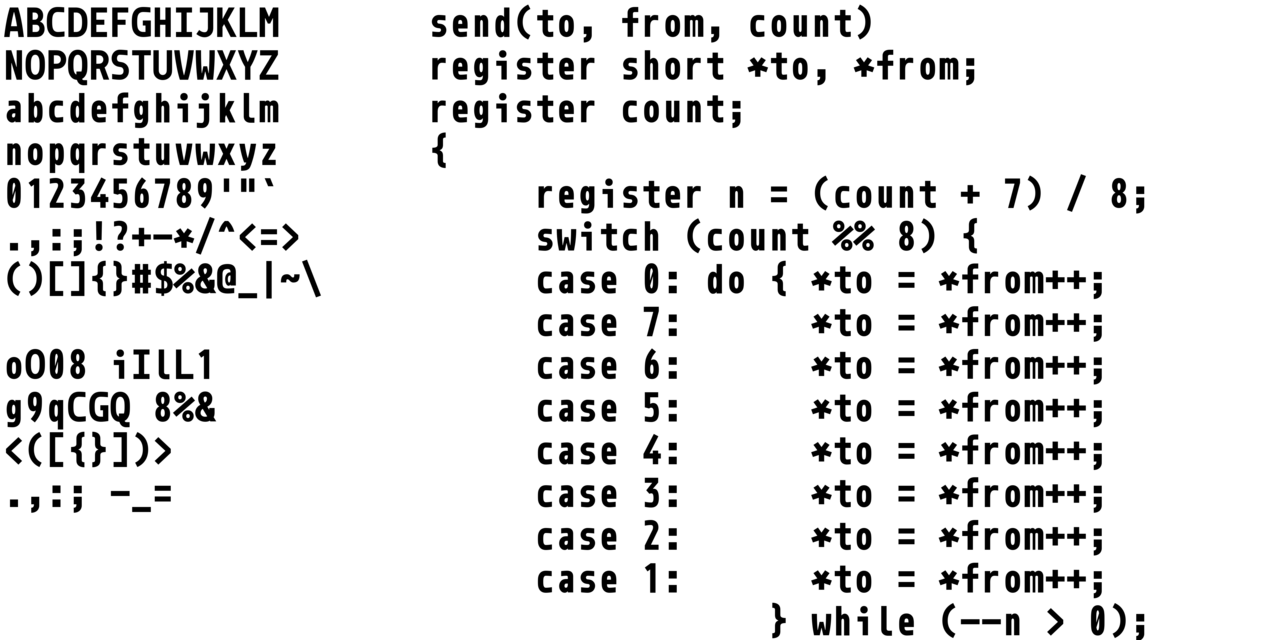 ABCDEFGHIJKLM
NOPQRSTUVWXYZ
abcdefghijklm
nopqrstuvwxyz
0123456789'"`
.,:;!?+-*/^<=>
()[]{}#$%&@_|~\
oO08 iIlL1
g9qCGQ 8%&
<([{}])>
.,:; -_=
send(to, from, count)
register short *to, *from;
register count;
{
    register n = (count + 7) / 8;
    switch (count %% 8) {
    case 0: do { *to = *from++;
    case 7:      *to = *from++;
    case 6:      *to = *from++;
    case 5:      *to = *from++;
    case 4:      *to = *from++;
    case 3:      *to = *from++;
    case 2:      *to = *from++;
    case 1:      *to = *from++;
               } while (--n > 0);